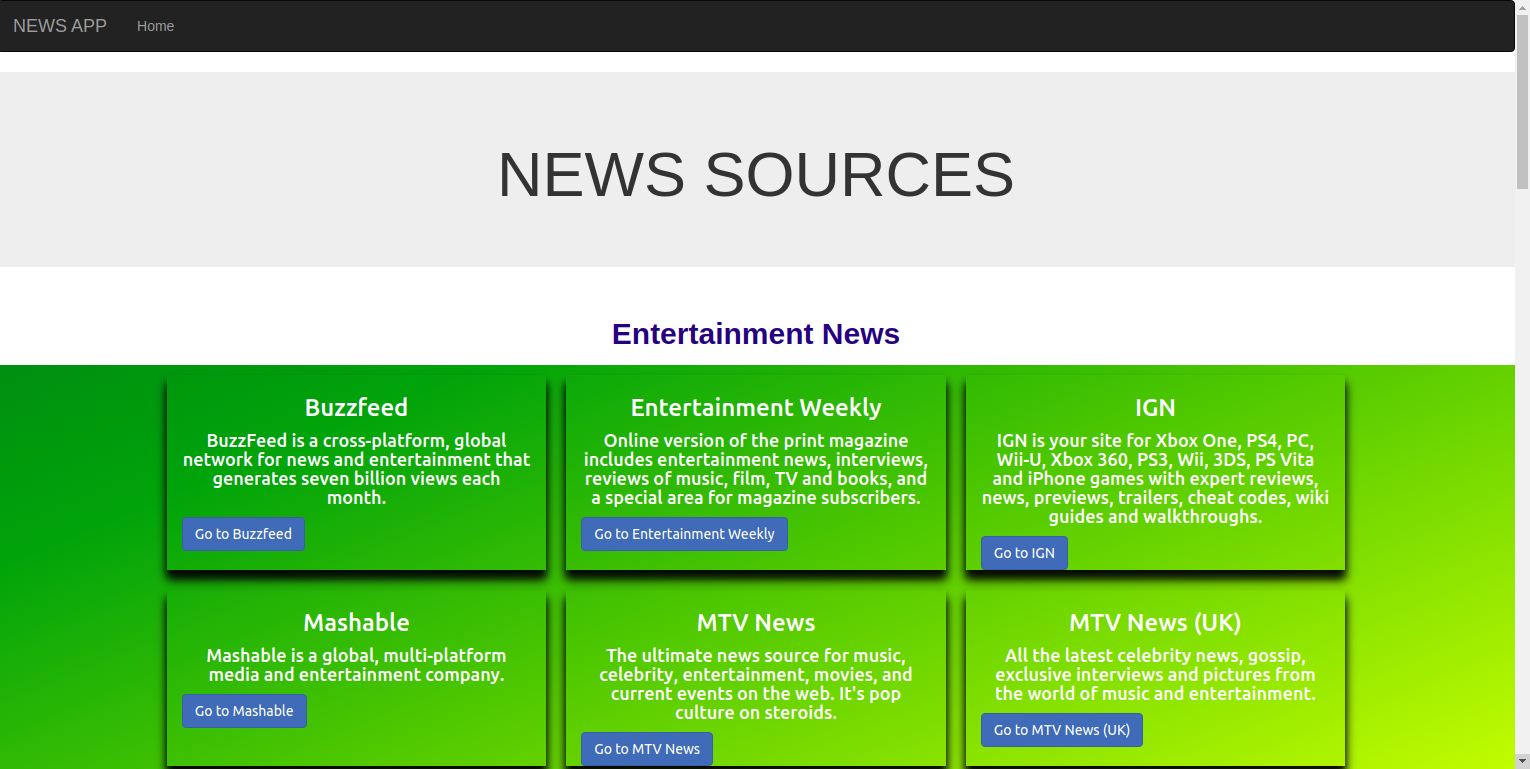 NEWS APP Home
NEWS SOURCES
Entertainment News
Buzzfeed
BuzzFeed is a cross-platform, global
network for news and entertainment that
generates seven billion views each
month.
Go to Buzzfeed
Entertainment Weekly
Online version of the print magazine
includes entertainment news, interviews,
reviews of music, film, TV and books, and
a special area for magazine subscribers.
Go to Entertainment Weekly
IGN
IGN is your site for Xbox One, PS4, PC,
Wii-U, Xbox 360, PS3, Wii, 3DS, PS Vita
and iPhone games with expert reviews,
news, previews, trailers, cheat codes, wiki
guides and walkthroughs.
Go to IGN
Mashable
Mashable is a global, multi-platform
media and entertainment company.
Go to Mashable
MTV News
The ultimate news source for music,
celebrity, entertainment, movies, and
current events on the web. It's pop
culture on steroids.
Go to MTV News
MTV News (UK)
All the latest celebrity news, gossip,
exclusive interviews and pictures from
the world of music and entertainment.
Go to MTV News (UK)